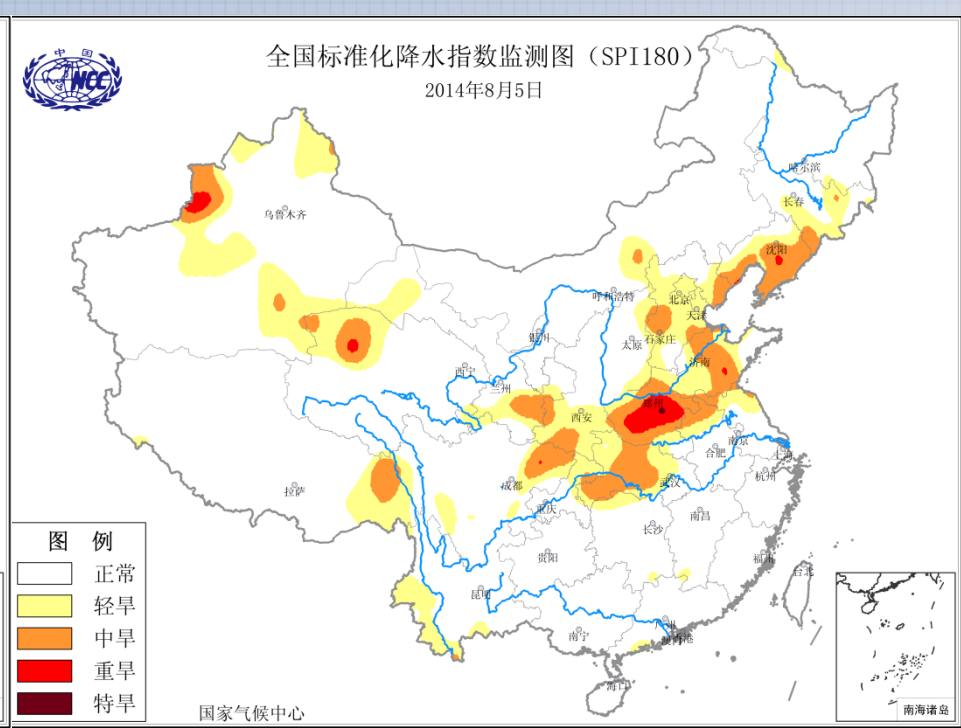 中 国
NCC
全国标准化降水指数监测图（SPI180）
2014年8月5日
哈尔滨
长春
乌鲁木齐
沈阳
呼和浩特
北京
天津
银川
太原
石家庄
济南
西宁
兰州
郑州
西安
南京
合肥
上海
成都
武汉
杭州
拉萨
重庆
南昌
长沙
贵阳
福州
台北
昆明
广州
南宁
澳门
香港
海口
图 例
正常
轻旱
中旱
重旱
特旱
国家气候中心
南海诸岛